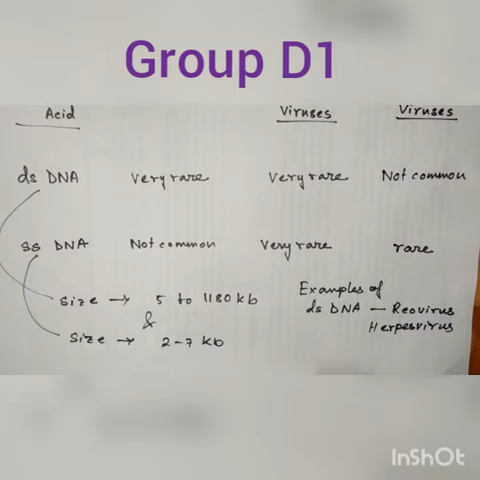 Group D1
Acid Viruses Viruses
ds DNA Very rare Very rare Not common
ss DNA Not common Very rare rare
Size → 5 to 1180 kb
&
Size → 2-7 kb
Examples of
ds DNA — Reovirus
Herpesvirus
InShOt